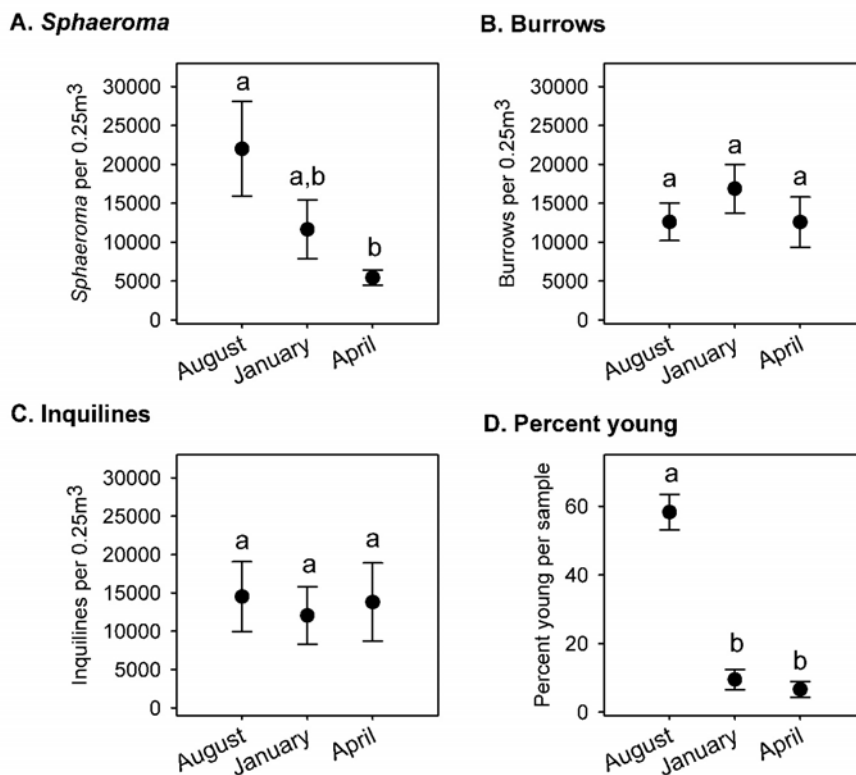 A. Sphaeroma
Sphaeroma per 0.25m³
30000
25000
20000
15000
10000
5000
0
a
a,b
b
August
January
April
B. Burrows
Burrows per 0.25m³
30000
25000
20000
15000
10000
5000
0
a
a
a
August
January
April
C. Inquilines
Inquilines per 0.25m³
30000
25000
20000
15000
10000
5000
0
a
a
a
August
January
April
D. Percent young
Percent young per sample
60
40
20
0
a
b
b
August
January
April